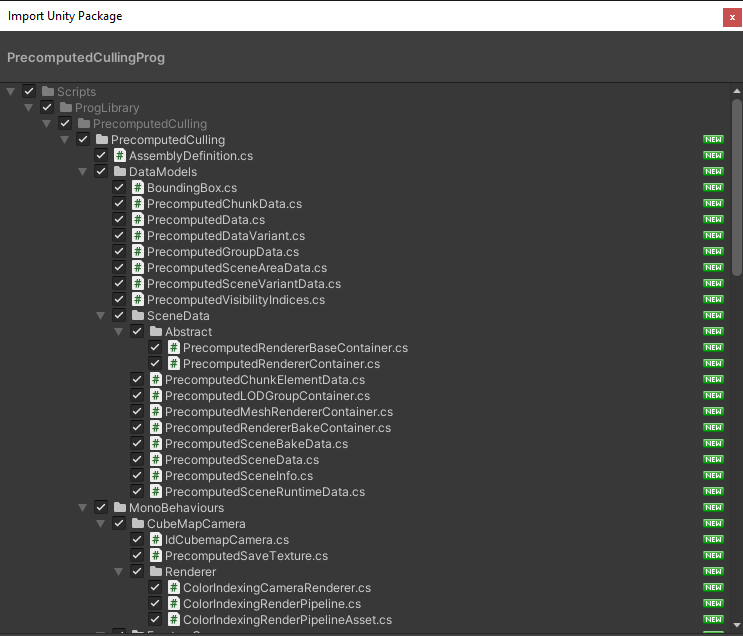 Import Unity Package
x
PrecomputedCullingProg
Scripts
ProgLibrary
PrecomputedCulling
PrecomputedCulling NEW
# AssemblyDefinition.cs NEW
DataModels NEW
# BoundingBox.cs NEW
# PrecomputedChunkData.cs NEW
# PrecomputedData.cs NEW
# PrecomputedDataVariant.cs NEW
# PrecomputedGroupData.cs NEW
# PrecomputedSceneAreaData.cs NEW
# PrecomputedSceneVariantData.cs NEW
# PrecomputedVisibilityIndices.cs NEW
SceneData NEW
Abstract NEW
# PrecomputedRendererBaseContainer.cs NEW
# PrecomputedRendererContainer.cs NEW
# PrecomputedChunkElementData.cs NEW
# PrecomputedLODGroupContainer.cs NEW
# PrecomputedMeshRendererContainer.cs NEW
# PrecomputedRendererBakeContainer.cs NEW
# PrecomputedSceneBakeData.cs NEW
# PrecomputedSceneData.cs NEW
# PrecomputedSceneInfo.cs NEW
# PrecomputedSceneRuntimeData.cs NEW
MonoBehaviours NEW
CubeMapCamera NEW
# IdCubemapCamera.cs NEW
# PrecomputedSaveTexture.cs NEW
Renderer NEW
# ColorIndexingCameraRenderer.cs NEW
# ColorIndexingRenderPipeline.cs NEW
# ColorIndexingRenderPipelineAsset.cs NEW